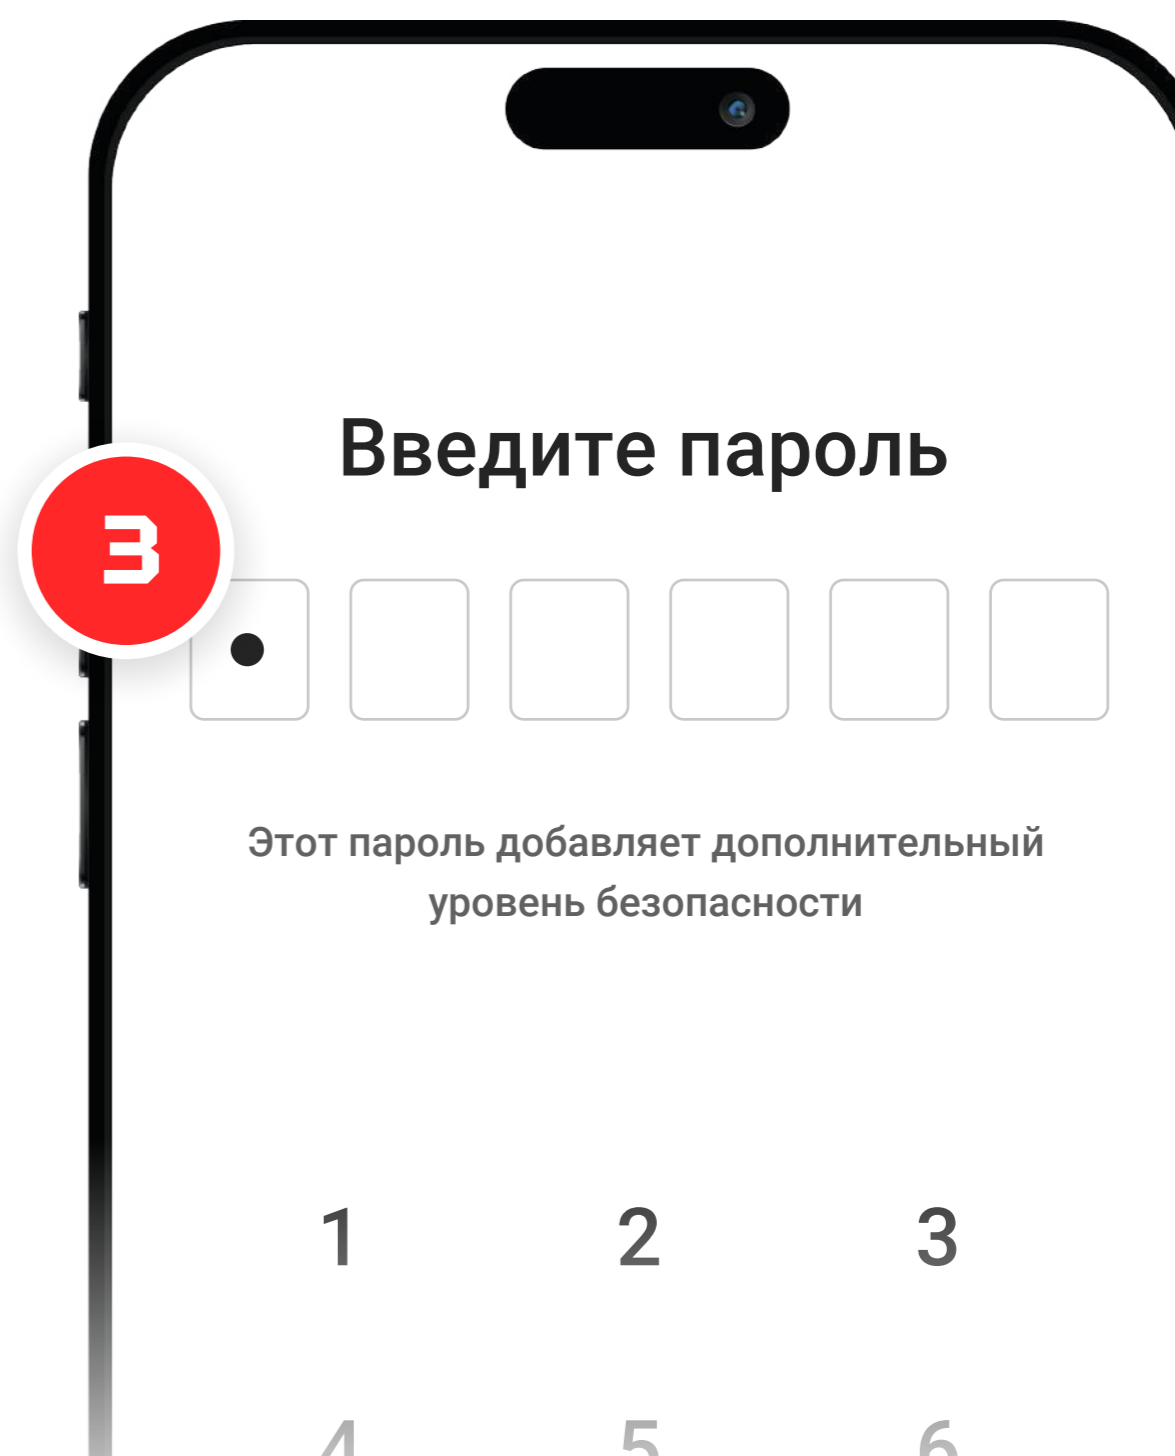 Введите пароль
3
Этот пароль добавляет дополнительный
уровень безопасности
1 2 3
4 5 6